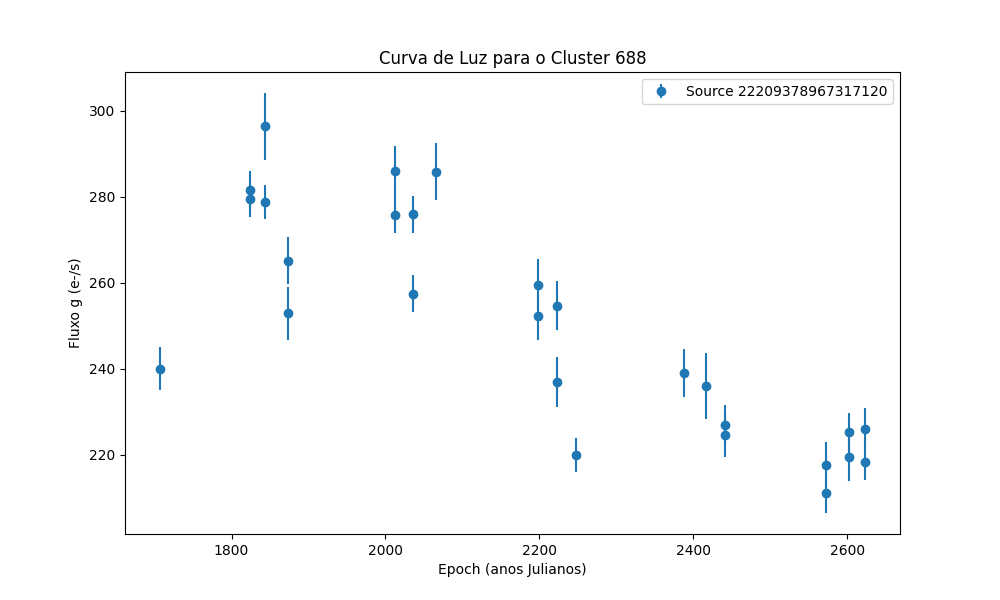 Curva de Luz para o Cluster 688
Source 22209378967317120
300
280
260
240
220
Fluxo g (e-/s)
1800 2000 2200 2400 2600
Epoch (anos Julianos)